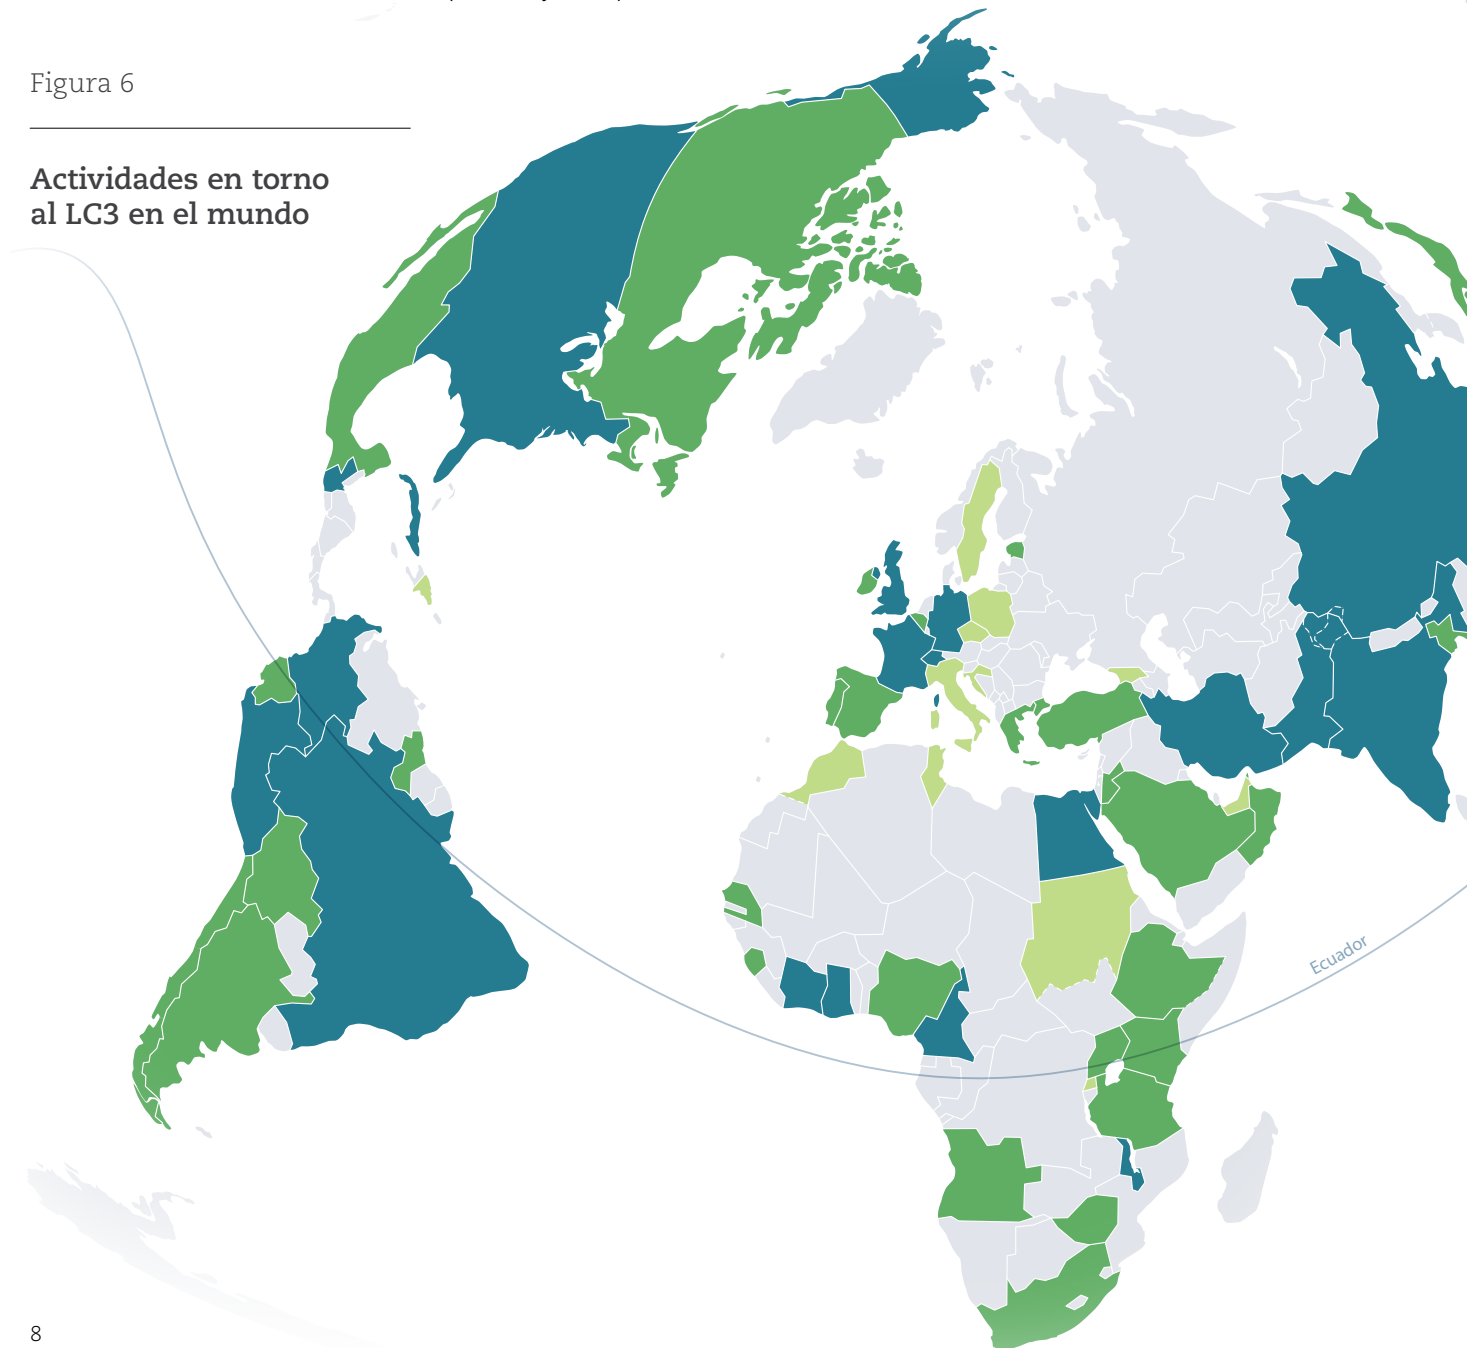 Figura 6
Actividades en torno
al LC3 en el mundo
Ecuador
8